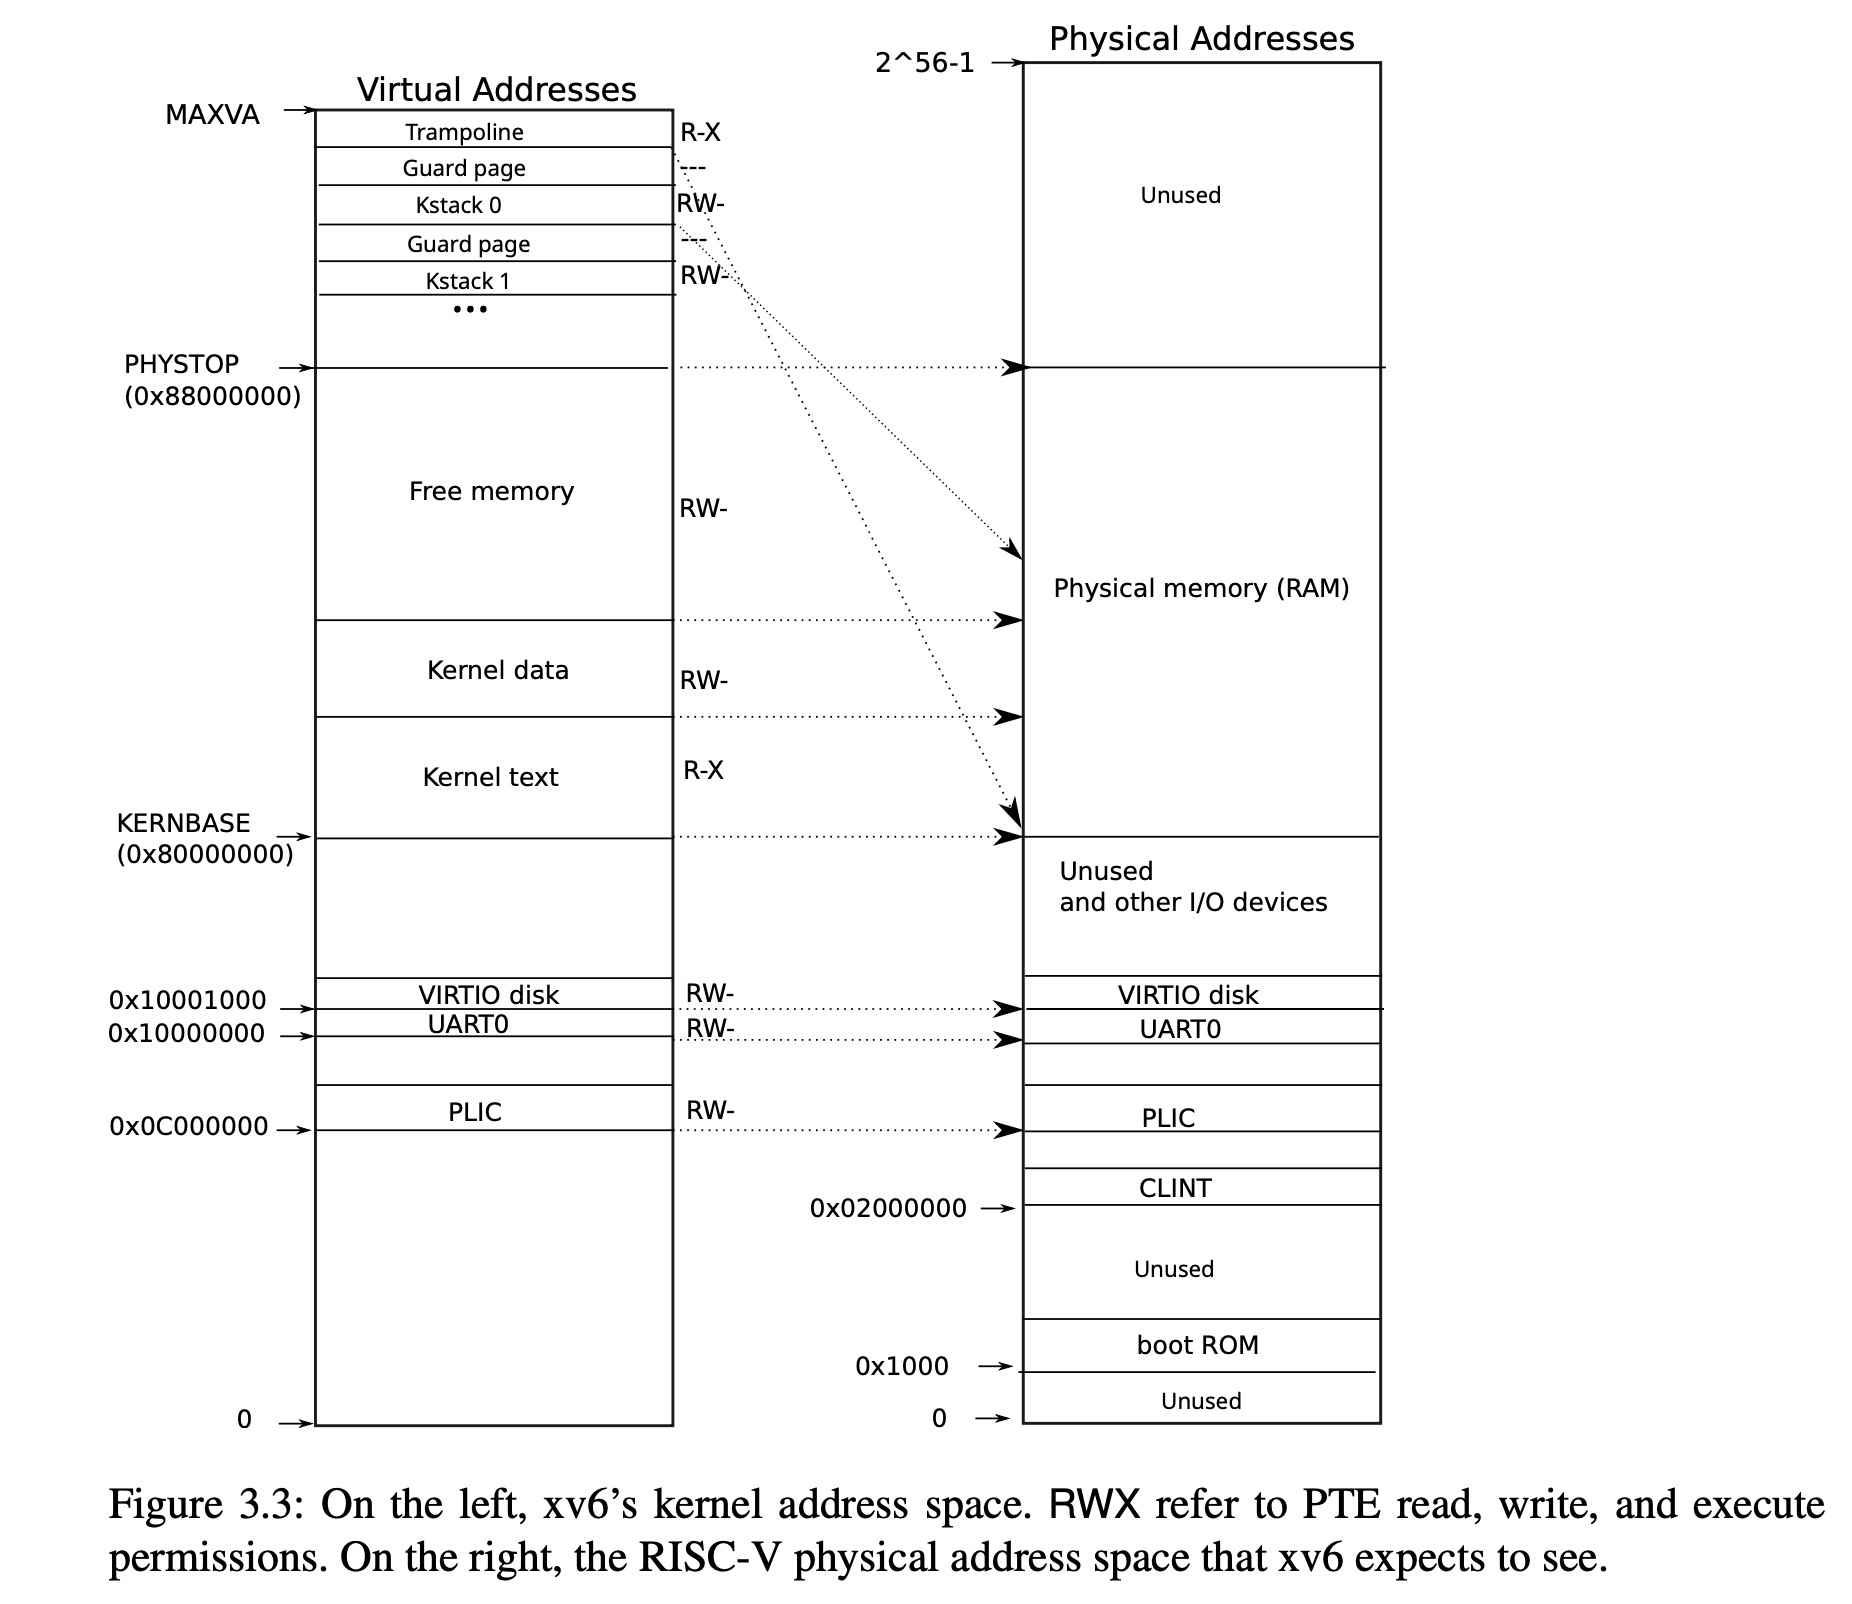 Physical Addresses
2^56-1
Virtual Addresses
MAXVA
Trampoline
R-X
Guard page
---
Unused
Kstack 0
RW-
Guard page
---
Kstack 1
RW-
...
PHYSTOP
(0x88000000)
Free memory
RW-
Physical memory (RAM)
Kernel data
RW-
Kernel text
R-X
KERNBASE
(0x80000000)
Unused
and other I/O devices
0x10001000
VIRTIO disk
RW-
VIRTIO disk
0x10000000
UART0
RW-
UART0
0x0C000000
PLIC
RW-
PLIC
CLINT
0x02000000
Unused
boot ROM
0x1000
Unused
0
0
Figure 3.3: On the left, xv6’s kernel address space. RWX refer to PTE read, write, and execute
permissions. On the right, the RISC-V physical address space that xv6 expects to see.